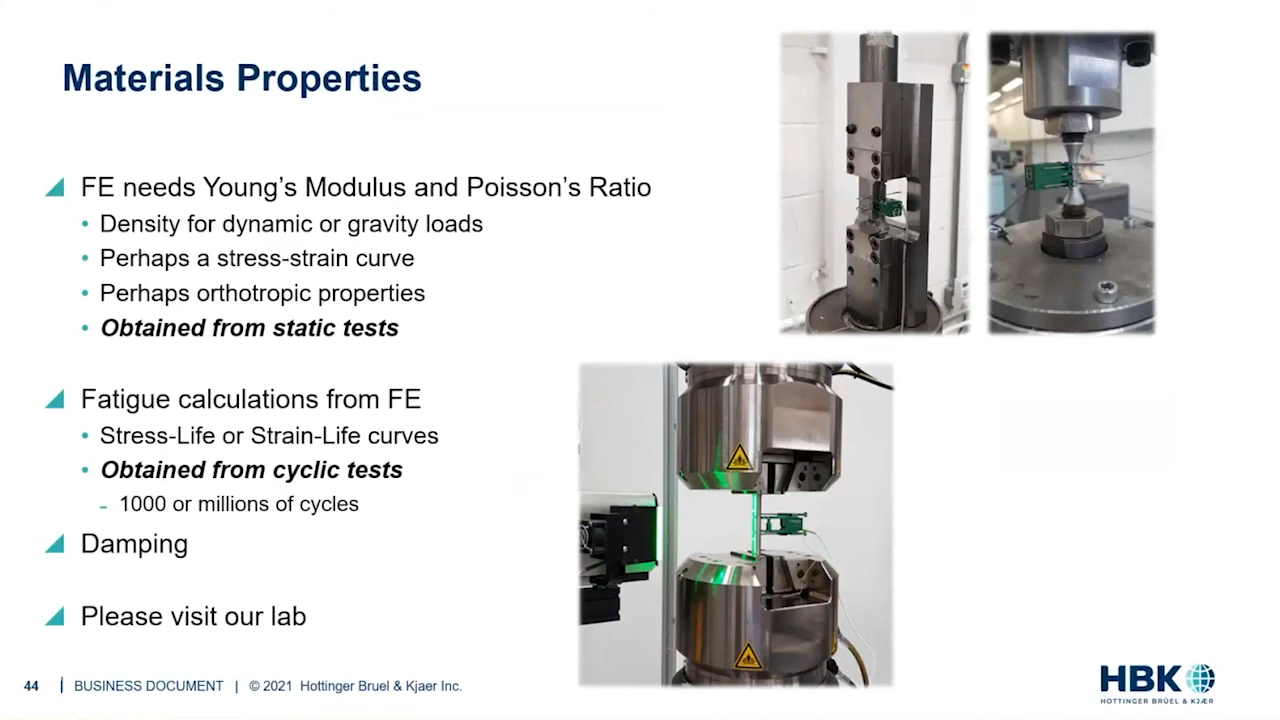 Materials Properties
FE needs Young's Modulus and Poisson's Ratio
• Density for dynamic or gravity loads
• Perhaps a stress-strain curve
• Perhaps orthotropic properties
• Obtained from static tests
Fatigue calculations from FE
• Stress-Life or Strain-Life curves
• Obtained from cyclic tests
- 1000 or millions of cycles
Damping
Please visit our lab
44 | BUSINESS DOCUMENT | © 2021 Hottinger Bruel & Kjaer Inc.
HBK
HOTTINGER BRÜEL & KJÆR